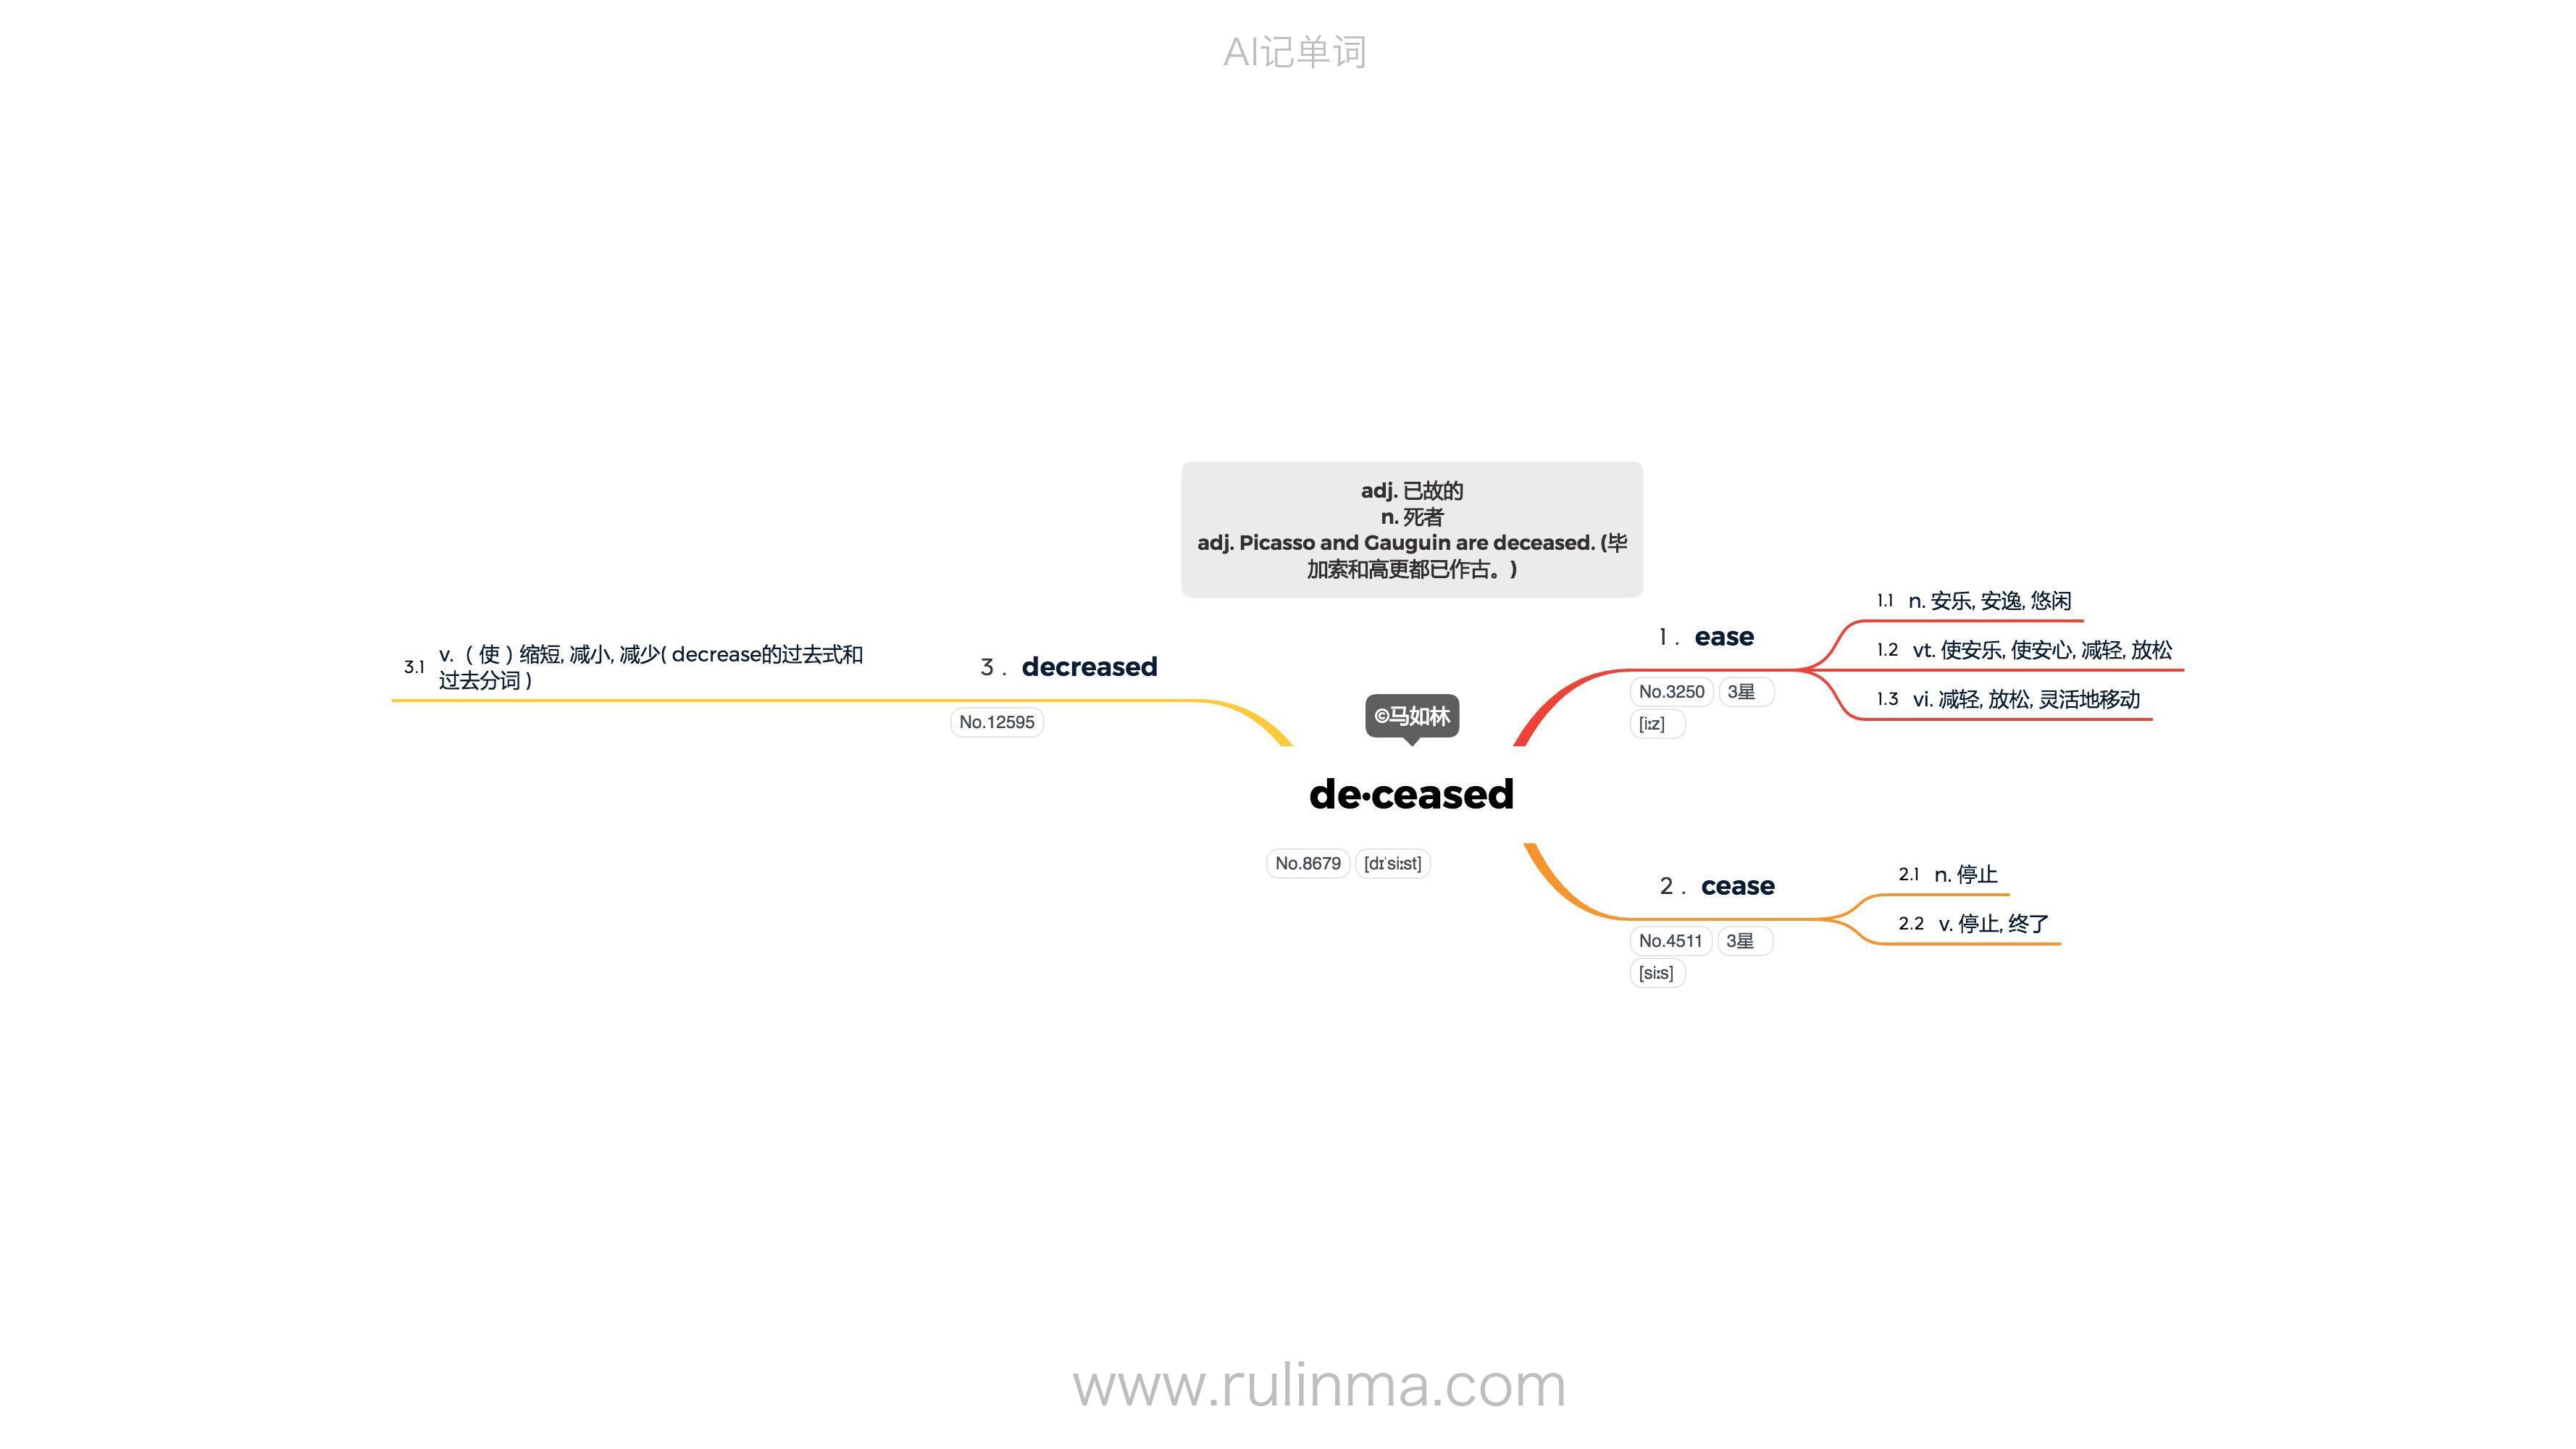 AI记单词
adj. 已故的
n. 死者
adj. Picasso and Gauguin are deceased. (毕
加索和高更都已作古。)
©马如林
de·ceased
No.8679 [dɪˈsiːst]
1 . ease
No.3250 3星
[iːz]
1.1 n. 安乐, 安逸, 悠闲
1.2 vt. 使安乐, 使安心, 减轻, 放松
1.3 vi. 减轻, 放松, 灵活地移动
2 . cease
No.4511 3星
[siːs]
2.1 n. 停止
2.2 v. 停止, 终了
3 . decreased
No.12595
3.1 v. （ 使 ) 缩短, 减小, 减少( decrease的过去式和
过去分词 )
www.rulinma.com